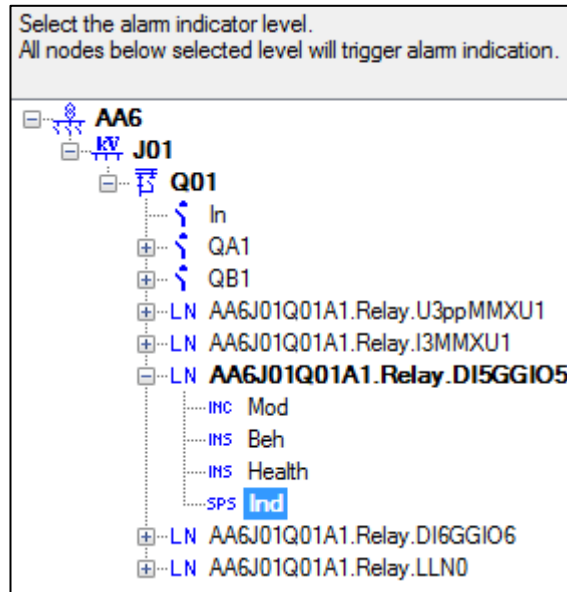 Select the alarm indicator level.
All nodes below selected level will trigger alarm indication.
AA6
kV J01
Q01
In
QA1
QB1
LN AA6J01Q01A1.Relay.U3ppMMXU1
LN AA6J01Q01A1.Relay.I3MMXU1
LN AA6J01Q01A1.Relay.DI5GGIO5
INC Mod
INS Beh
INS Health
SPS Ind
LN AA6J01Q01A1.Relay.DI6GGIO6
LN AA6J01Q01A1.Relay.LLN0